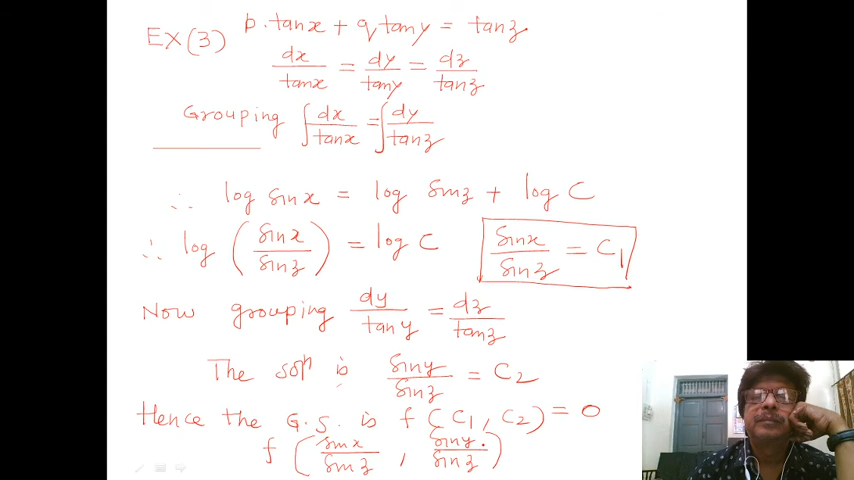 EX(3) p.tanx + q tany = tanz
dx/tanx = dy/tany = dz/tanz
Grouping ∫ dx/tanx = ∫ dy/tanz
∴ log sinx = log sinz + log C
∴ log (sinx/sinz) = log C   sinx/sinz = C₁
Now grouping dy/tany = dz/tanz
The solⁿ is siny/sinz = C₂
Hence the G.S. is f(C₁, C₂) = 0
f (sinx/sinz, siny/sinz)